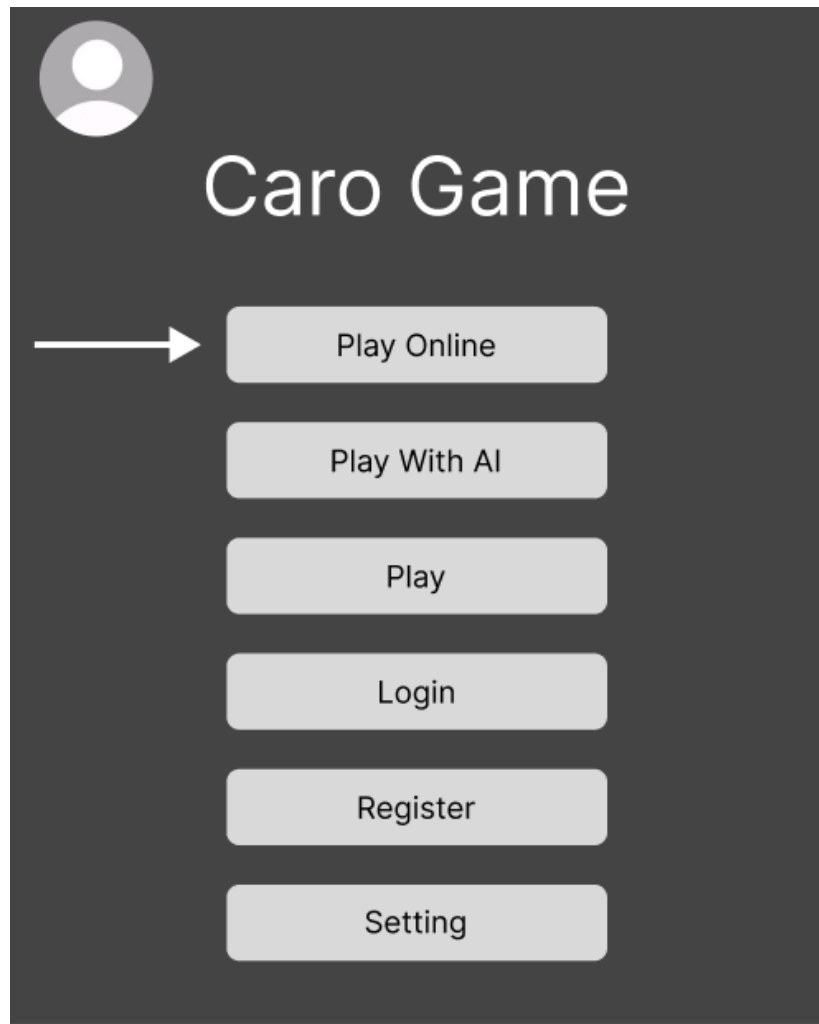 Caro Game
Play Online
Play With AI
Play
Login
Register
Setting